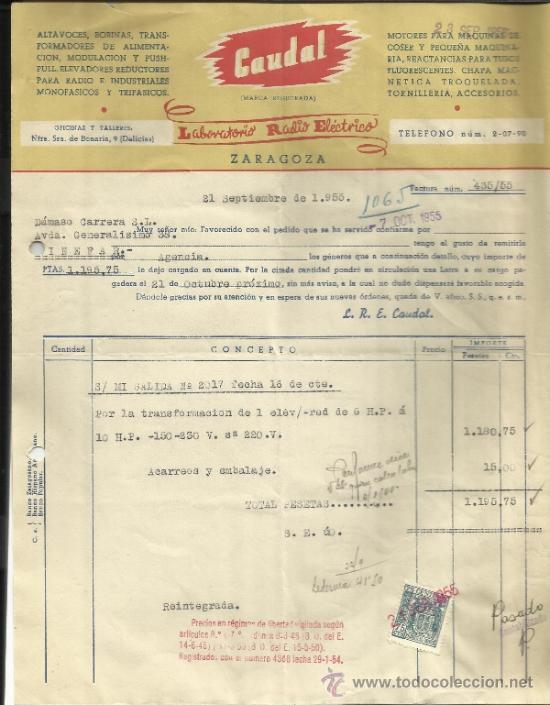 ALTAVOCES, BOBINAS, TRANS-
FORMADORES DE ALIMENTA-
CION, MODULACION Y PUSH-
PULL. ELEVADORES REDUCTORES
PARA RADIO E INDUSTRIALES
MONOFASICOS Y TRIFASICOS.
Caudal
(MARCA REGISTRADA)
MOTORES PARA MAQUINAS DE
COSER Y PEQUEÑA MAQUINA-
RIA, REACTANCIAS PARA TUBOS
FLUORESCENTES. CHAPA MAG-
NETICA TROQUELADA,
TORNILLERIA, ACCESORIOS.
OFICINAS Y TALLERES:
Ntra. Sra. de Bonaria, 9 (Delicias)
Laboratorio Radio Eléctrico
TELEFONO núm. 2-07-90
ZARAGOZA
Factura núm. 435/55
21 Septiembre de 1.955.
1065
7 OCT. 1955
Dámaso Carrera S.L.
Avda. Generalísimo 53.
BINEFAR.-
Muy señor mío: Favorecido con el pedido que se ha servido confiarme por
tengo el gusto de remitirle
por Agencia. los géneros que a continuación detallo, cuyo importe de
PTAS. 1.195,75 le dejo cargado en cuenta. Por la citada cantidad pondré en circulación una Letra a su cargo pa-
gadera el 21 de Octubre próximo, sin más aviso, a la cual no dudo dispensará favorable acogida.
Dándole gracias por su atención y en espera de sus nuevas órdenes, queda de V. afmo. S. S., q. e. s. m.
L. R. E. Caudal.
Cantidad
CONCEPTO
Precio
IMPORTE
Pesetas
Cts.
S/ MI SALIDA Nº 2017 fecha 16 de cte.
Por la transformacion de 1 elev/-red de 6 H.P. á
10 H.P. -150-230 V. sª 220.V.
1.180,75
Acarreos y embalaje.
15,00
TOTAL PESETAS
1.195,75
S. E. úO.
Reintegrada.
Precios en régimen de libertad vigilada según
Registrados con el número 4368 fecha 29-1-54.
Pasado
todocoleccion.net